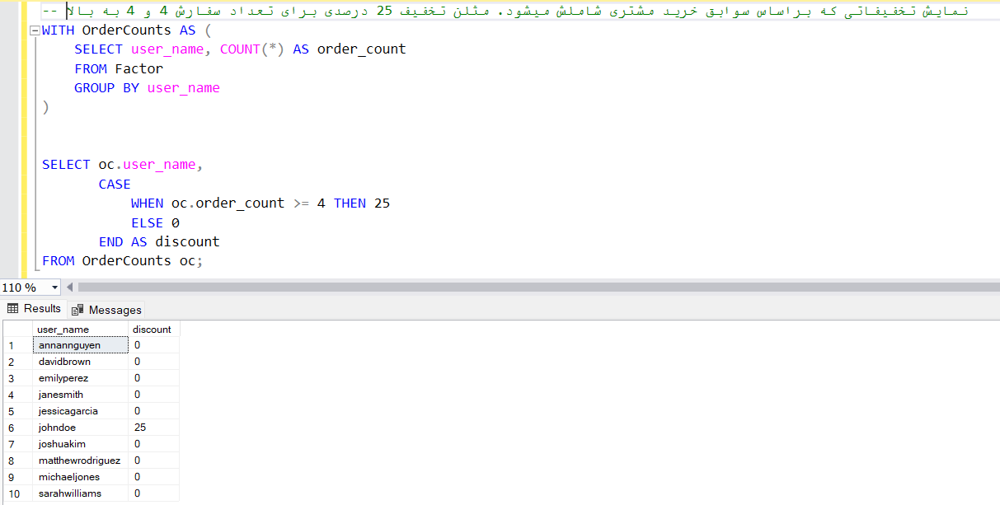 -- نمایش تخفیفاتی که براساس سوابق خرید مشتری شاملش میشود. مثلن تخفیف 25 درصدی برای تعداد سفارش 4 و 4 به بالا
WITH OrderCounts AS (
SELECT user_name, COUNT(*) AS order_count
FROM Factor
GROUP BY user_name
)
SELECT oc.user_name,
CASE
WHEN oc.order_count >= 4 THEN 25
ELSE 0
END AS discount
FROM OrderCounts oc;
110 %
Results Messages
user_name discount
1 annannguyen 0
2 davidbrown 0
3 emilyperez 0
4 janesmith 0
5 jessicagarcia 0
6 johndoe 25
7 joshuakim 0
8 matthewrodriguez 0
9 michaeljones 0
10 sarahwilliams 0